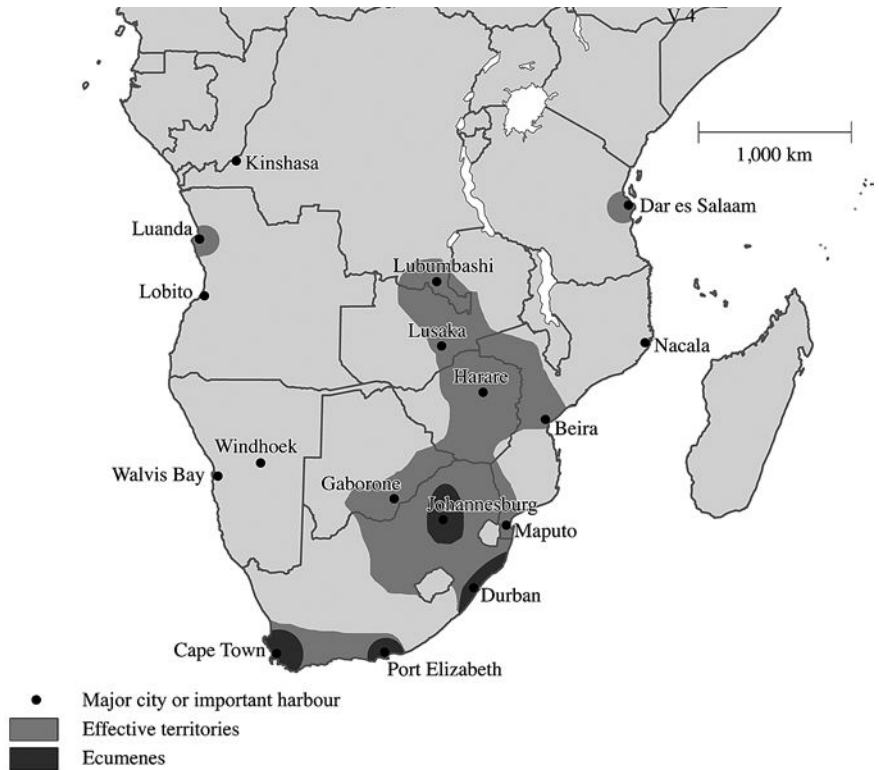 V4
Kinshasa
1,000 km
Dar es Salaam
Luanda
Lubumbashi
Lobito
Lusaka
Nacala
Harare
Beira
Windhoek
Walvis Bay
Gaborone
Johannesburg
Maputo
Durban
Cape Town
Port Elizabeth
Major city or important harbour
Effective territories
Ecumenes